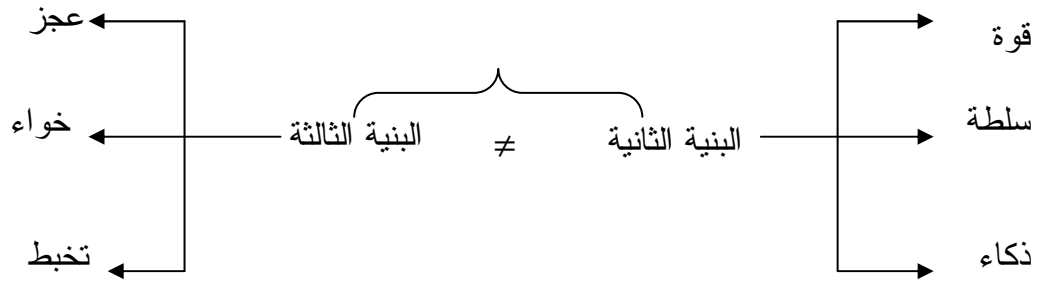 قوة
سلطة
ذكاء
البنية الثانية ≠ البنية الثالثة
عجز
خواء
تخبط